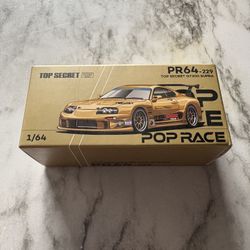 TOP SECRET
PR64-229
TOP SECRET GT300 SUPRA
P
E
1/64
POP RACE